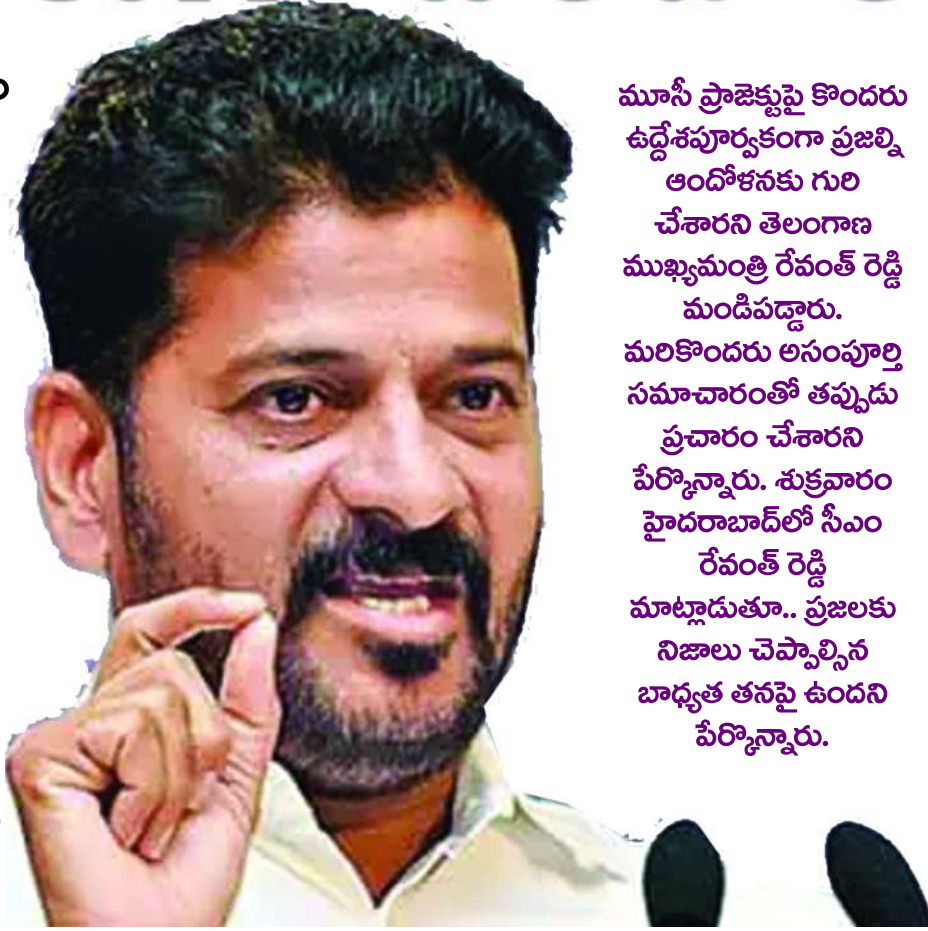 మూసీ ప్రాజెక్టుపై కొందరు
ఉద్దేశపూర్వకంగా ప్రజల్ని
ఆందోళనకు గురి
చేశారని తెలంగాణ
ముఖ్యమంత్రి రేవంత్ రెడ్డి
మండిపడ్డారు.
మరికొందరు అసంపూర్తి
సమాచారంతో తప్పుడు
ప్రచారం చేశారని
పేర్కొన్నారు. శుక్రవారం
హైదరాబాద్‌లో సీఎం
రేవంత్ రెడ్డి
మాట్లాడుతూ.. ప్రజలకు
నిజాలు చెప్పాల్సిన
బాధ్యత తనపై ఉందని
పేర్కొన్నారు.